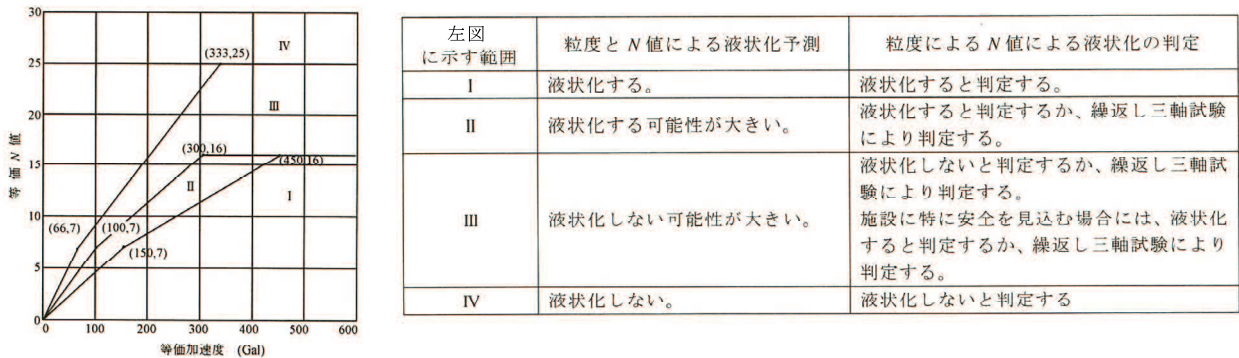 30
25
20
15
10
5
0
等価 N 値
0 100 200 300 400 500 600
等価加速度 (Gal)
(333,25)
IV
III
(300,16)
(450,16)
II
I
(66,7)
(100,7)
(150,7)
左図
に示す範囲
粒度と N 値による液状化予測
粒度による N 値による液状化の判定
I
液状化する。
液状化すると判定する。
II
液状化する可能性が大きい。
液状化すると判定するか、繰返し三軸試験
により判定する。
III
液状化しない可能性が大きい。
液状化しないと判定するか、繰返し三軸試
験により判定する。
施設に特に安全を見込む場合には、液状化
すると判定するか、繰返し三軸試験により
判定する。
IV
液状化しない。
液状化しないと判定する